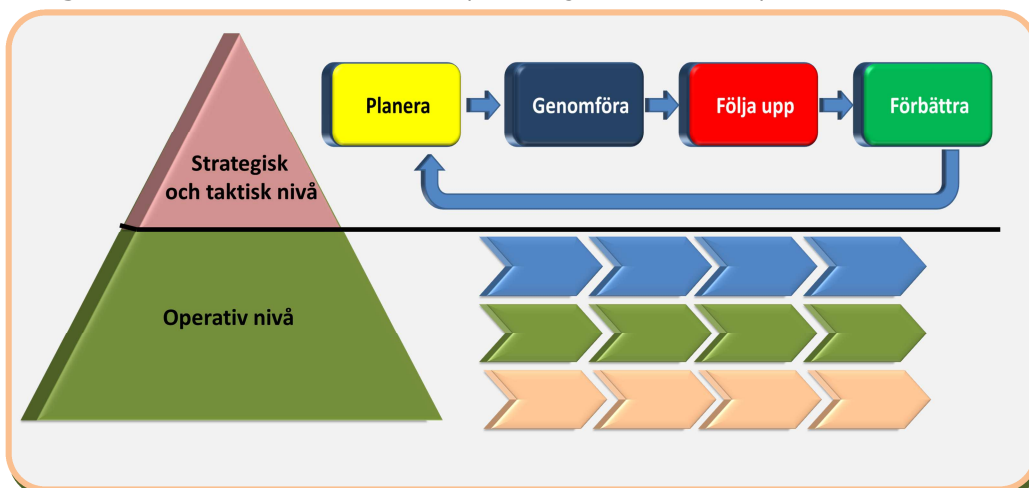 Planera
Genomföra
Följa upp
Förbättra
Strategisk
och taktisk nivå
Operativ nivå